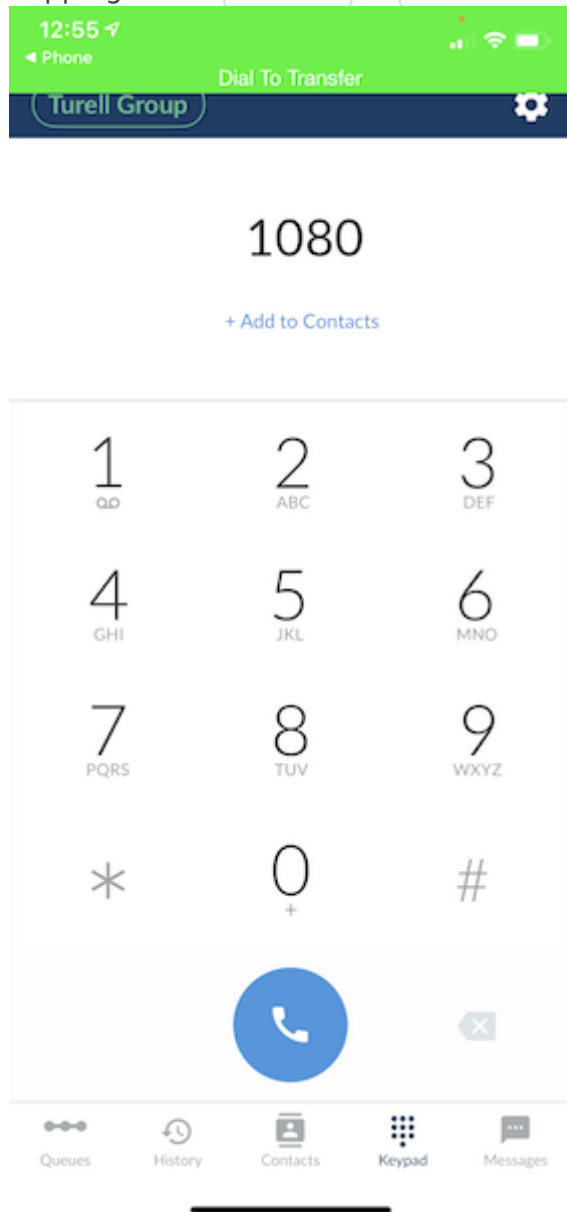 12:55
Phone
Dial To Transfer
Turell Group
1080
+ Add to Contacts
1 2 3
ABC DEF
4 5 6
GHI JKL MNO
7 8 9
PQRS TUV WXYZ
* 0 #
+
Queues History Contacts Keypad Messages